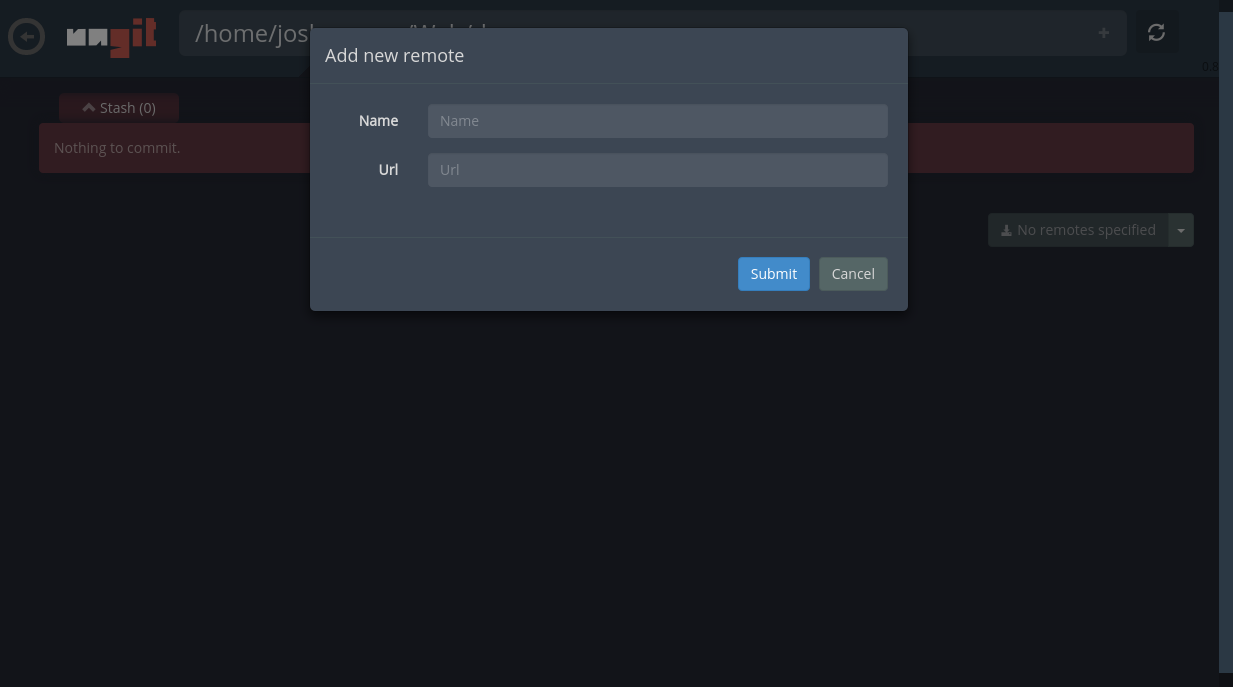 ungit
/home/jos
Add new remote
0.8
Stash (0)
Name Name
Nothing to commit.
Url Url
No remotes specified
Submit Cancel